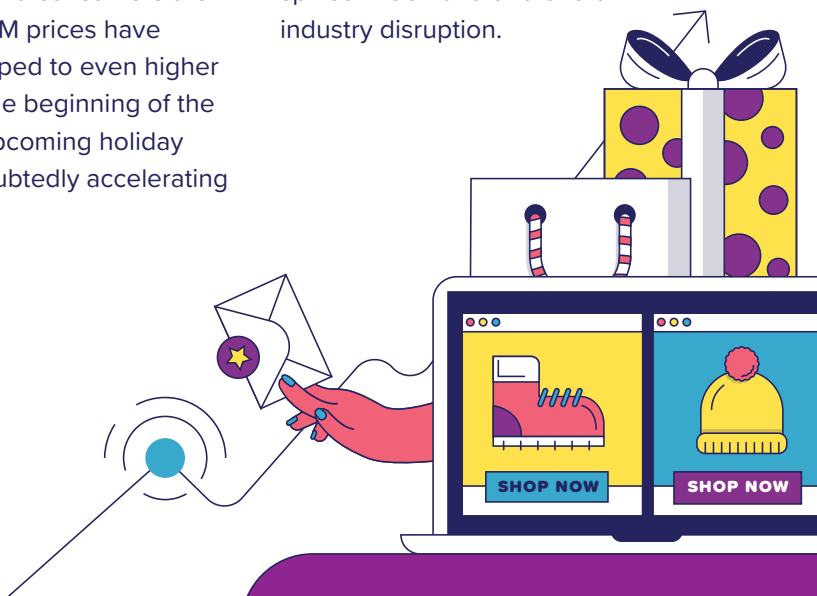 M prices have
ped to even higher
e beginning of the
pcoming holiday
ubtedly accelerating
industry disruption.
SHOP NOW
SHOP NOW